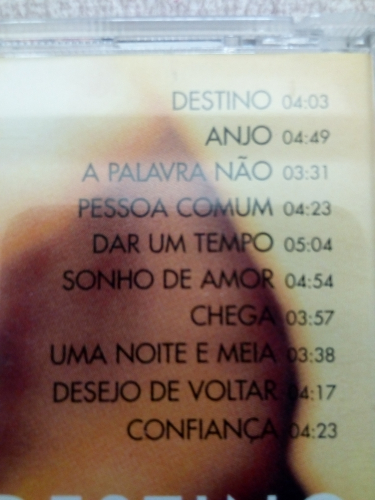 DESTINO 04:03
ANJO 04:49
A PALAVRA NÃO 03:31
PESSOA COMUM 04:23
DAR UM TEMPO 05:04
SONHO DE AMOR 04:54
CHEGA 03:57
UMA NOITE E MEIA 03:38
DESEJO DE VOLTAR 04:17
CONFIANÇA 04:23